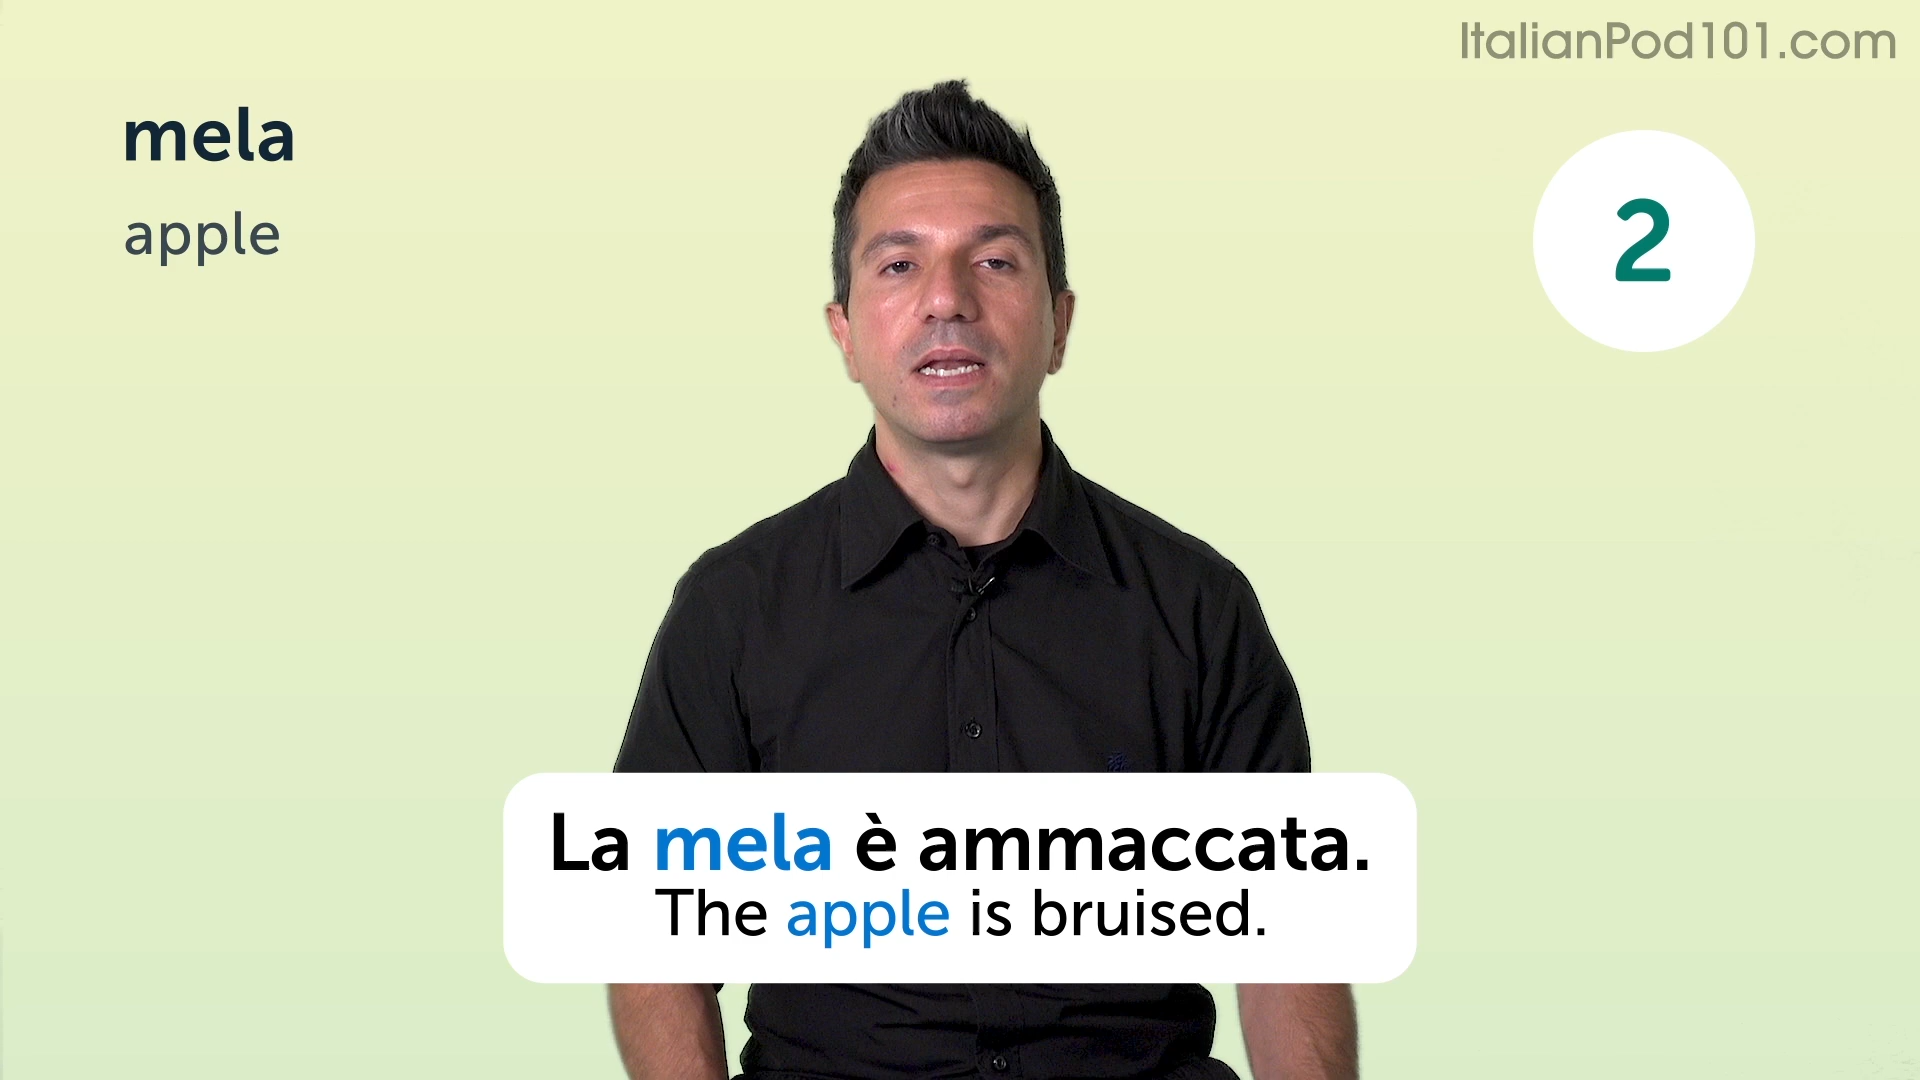 ItalianPod101.com
mela
apple
2
La mela è ammaccata.
The apple is bruised.